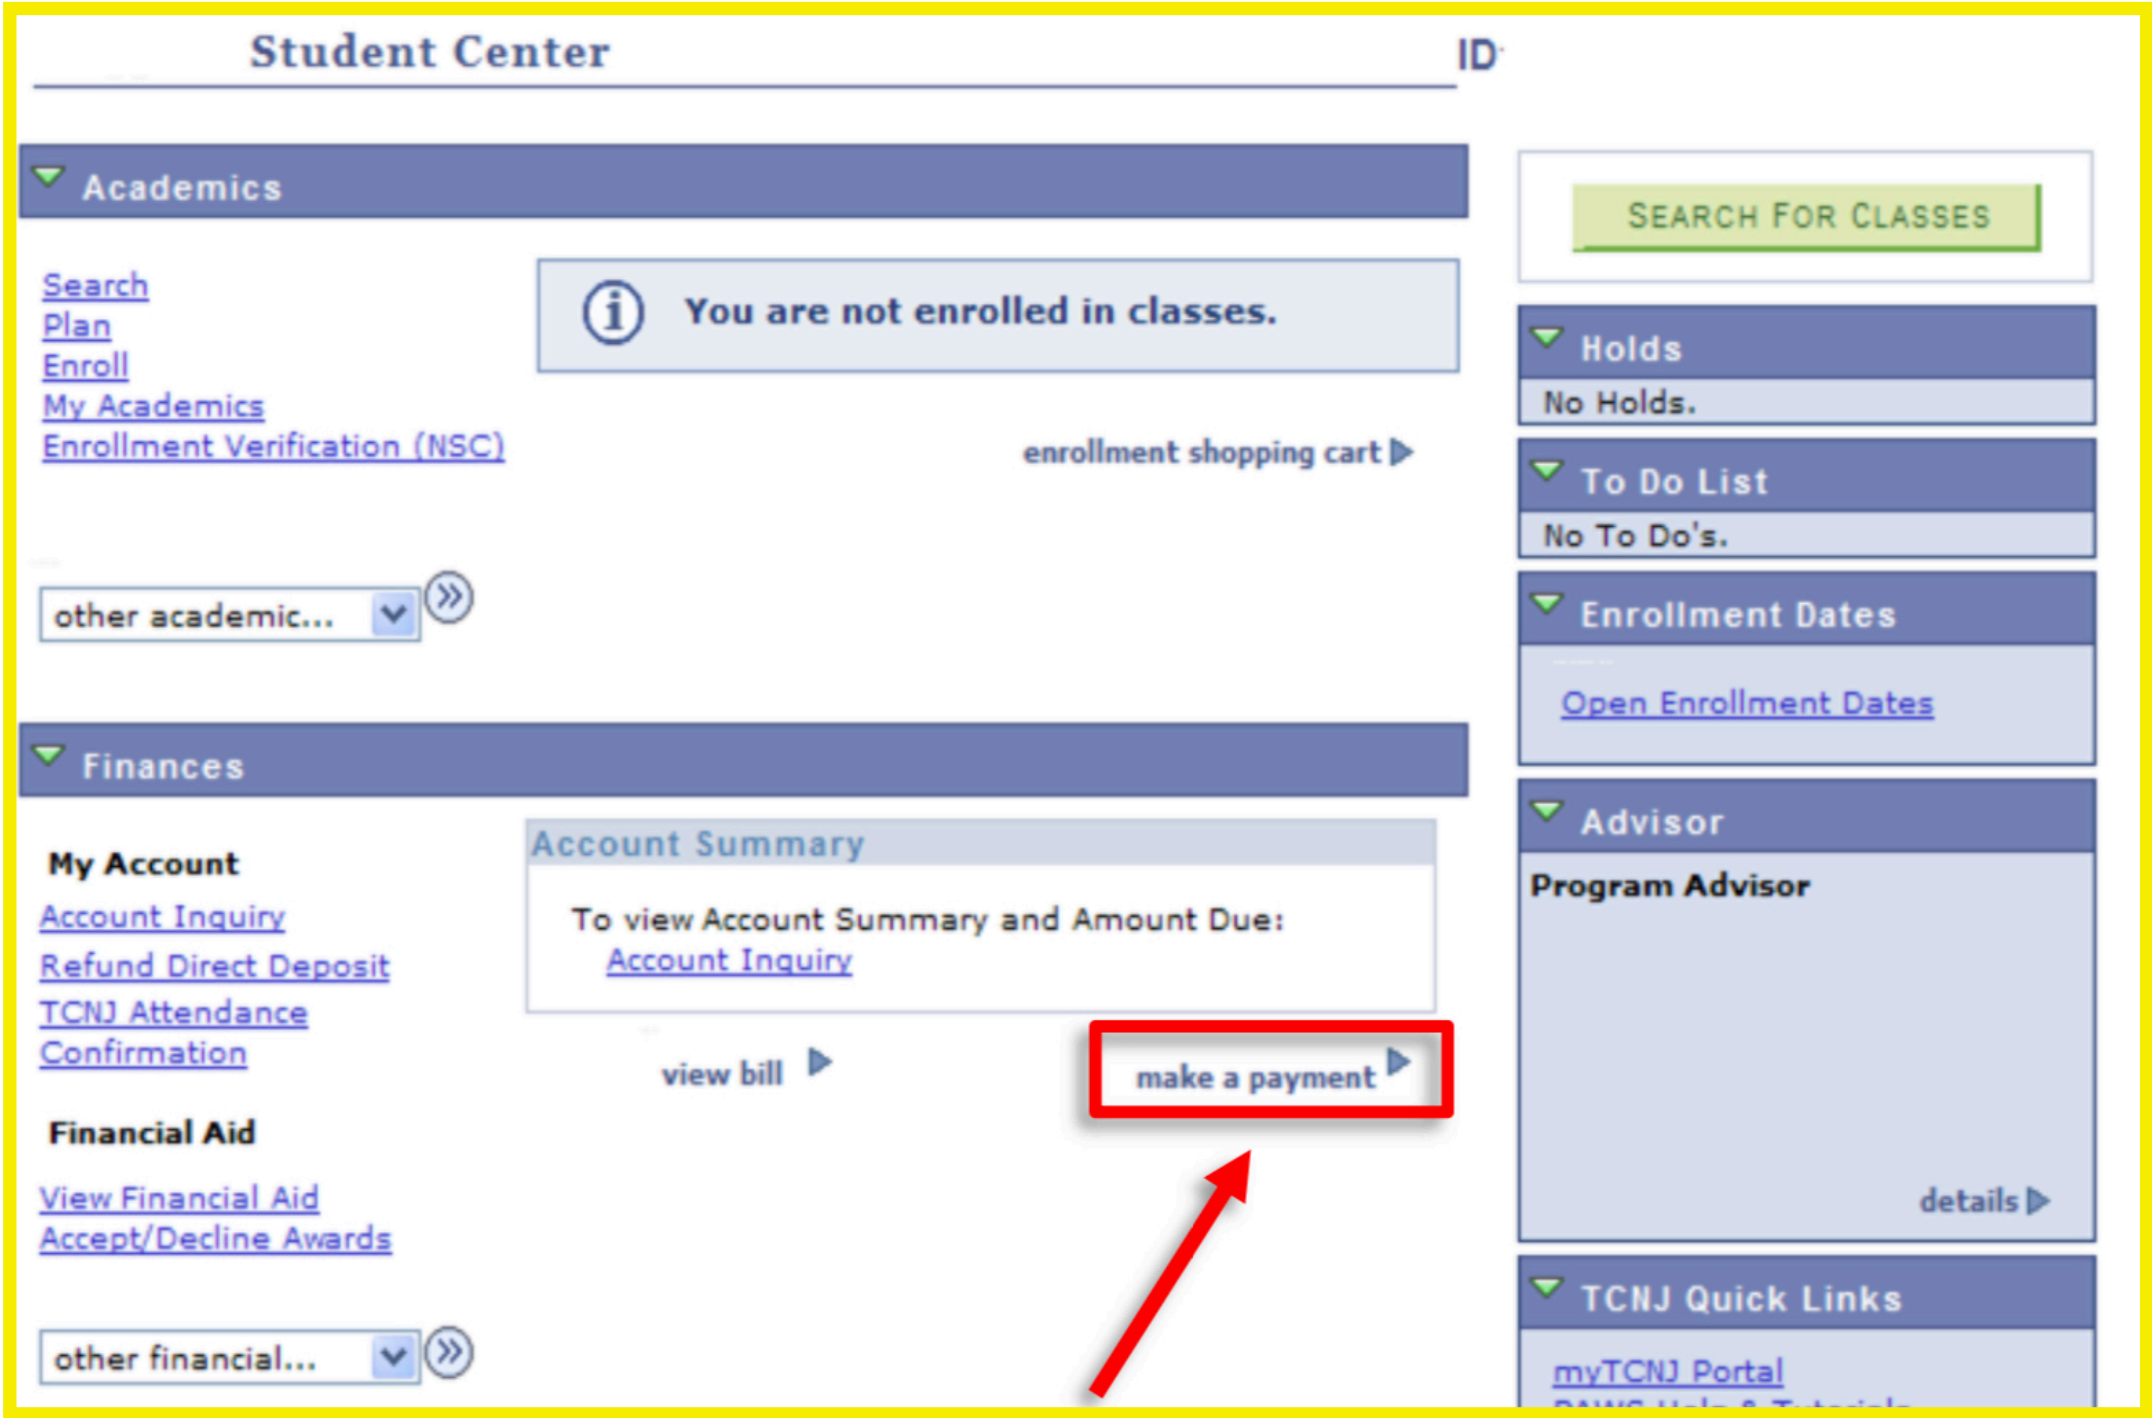 Student Center
ID
Academics
Search
Plan
Enroll
My Academics
Enrollment Verification (NSC)
You are not enrolled in classes.
enrollment shopping cart
other academic...
Finances
My Account
Account Inquiry
Refund Direct Deposit
TCNJ Attendance
Confirmation
Financial Aid
View Financial Aid
Accept/Decline Awards
other financial...
Account Summary
To view Account Summary and Amount Due:
Account Inquiry
view bill
make a payment
SEARCH FOR CLASSES
Holds
No Holds.
To Do List
No To Do's.
Enrollment Dates
Open Enrollment Dates
Advisor
Program Advisor
details
TCNJ Quick Links
myTCNJ Portal